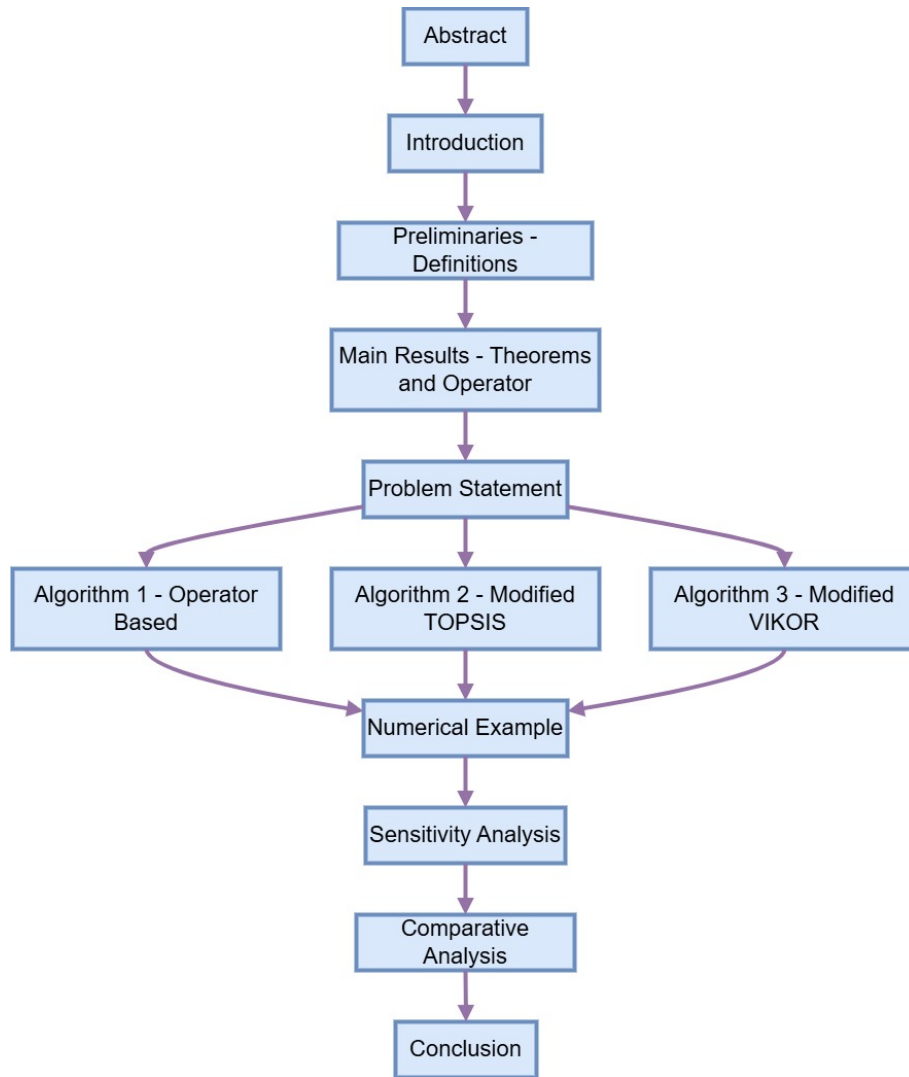 Abstract
Introduction
Preliminaries -
Definitions
Main Results - Theorems
and Operator
Problem Statement
Algorithm 1 - Operator
Based
Algorithm 2 - Modified
TOPSIS
Algorithm 3 - Modified
VIKOR
Numerical Example
Sensitivity Analysis
Comparative
Analysis
Conclusion